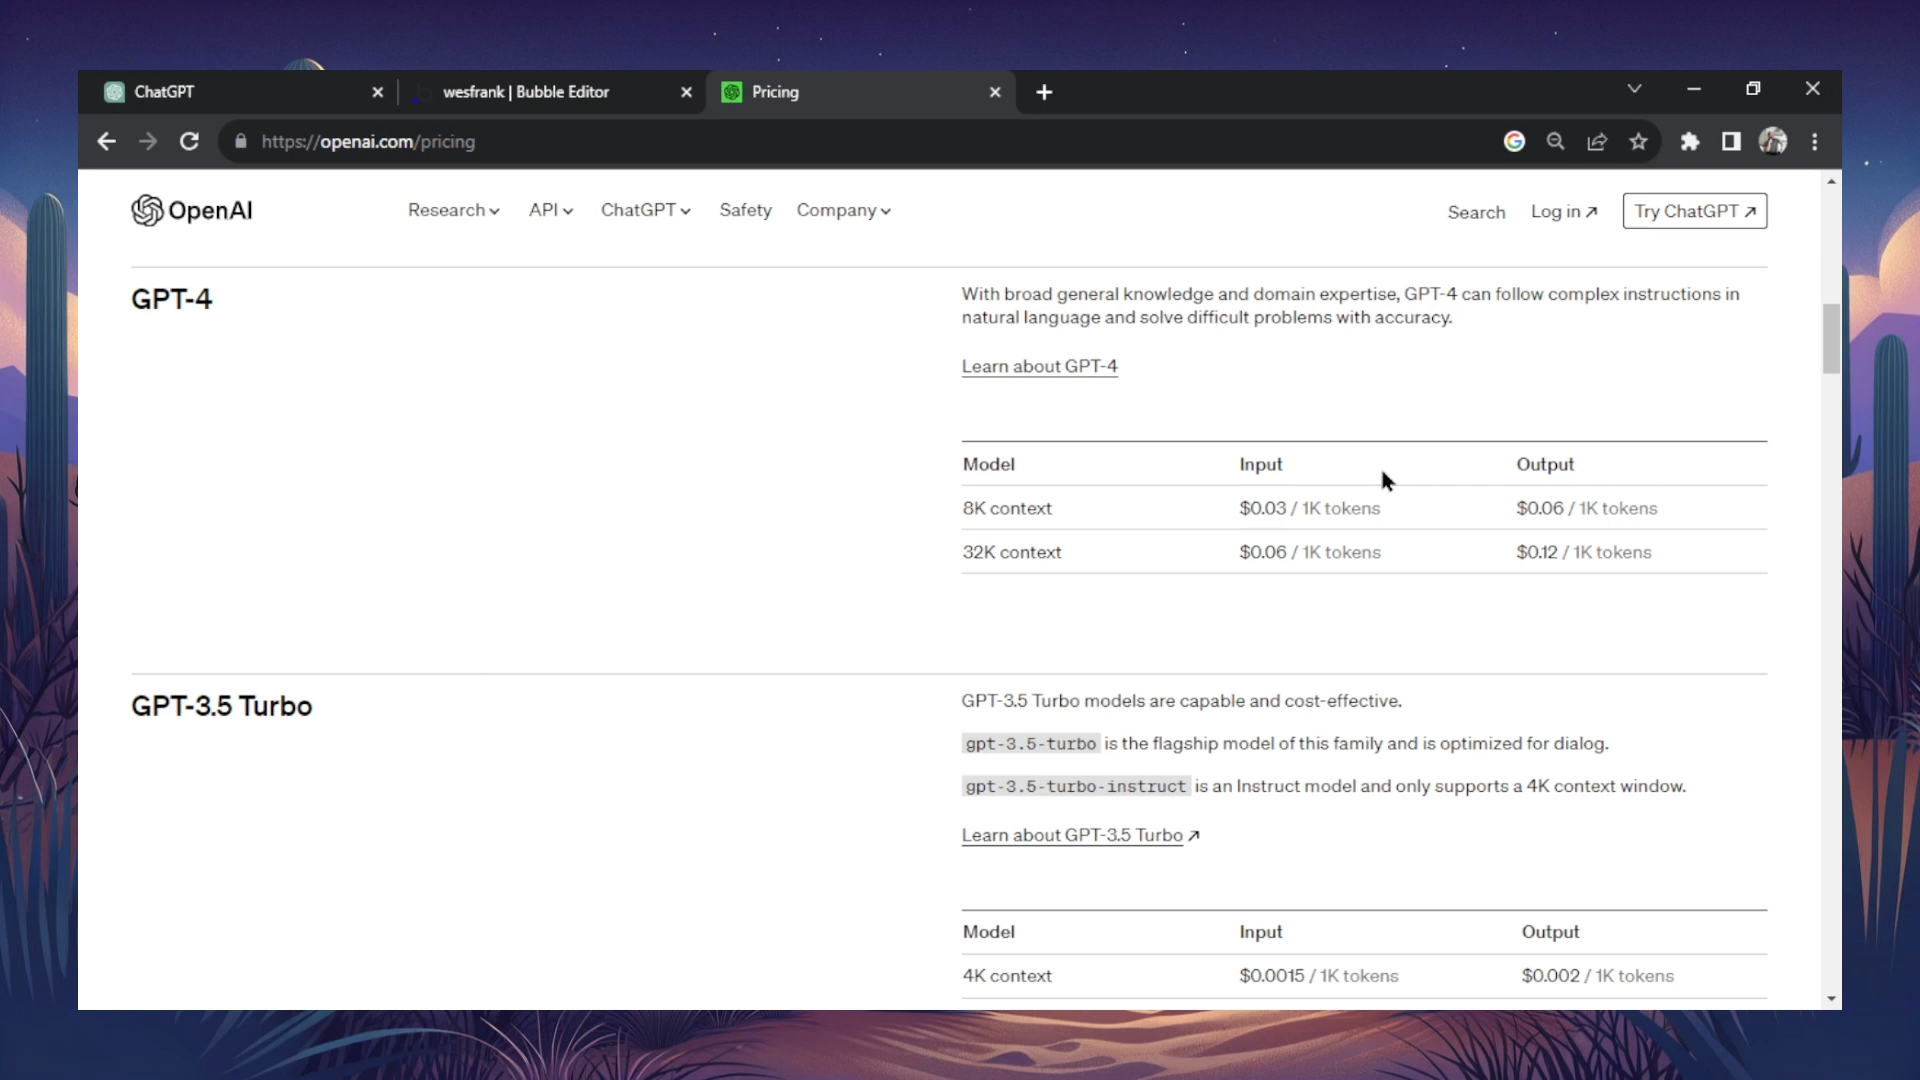 ChatGPT
wesfrank | Bubble Editor
Pricing
https://openai.com/pricing
OpenAI
Research
API
ChatGPT
Safety
Company
Search
Log in ↗
Try ChatGPT ↗
GPT-4
With broad general knowledge and domain expertise, GPT-4 can follow complex instructions in
natural language and solve difficult problems with accuracy.
Learn about GPT-4
Model Input Output
8K context $0.03 / 1K tokens $0.06 / 1K tokens
32K context $0.06 / 1K tokens $0.12 / 1K tokens
GPT-3.5 Turbo
GPT-3.5 Turbo models are capable and cost-effective.
gpt-3.5-turbo is the flagship model of this family and is optimized for dialog.
gpt-3.5-turbo-instruct is an Instruct model and only supports a 4K context window.
Learn about GPT-3.5 Turbo ↗
Model Input Output
4K context $0.0015 / 1K tokens $0.002 / 1K tokens